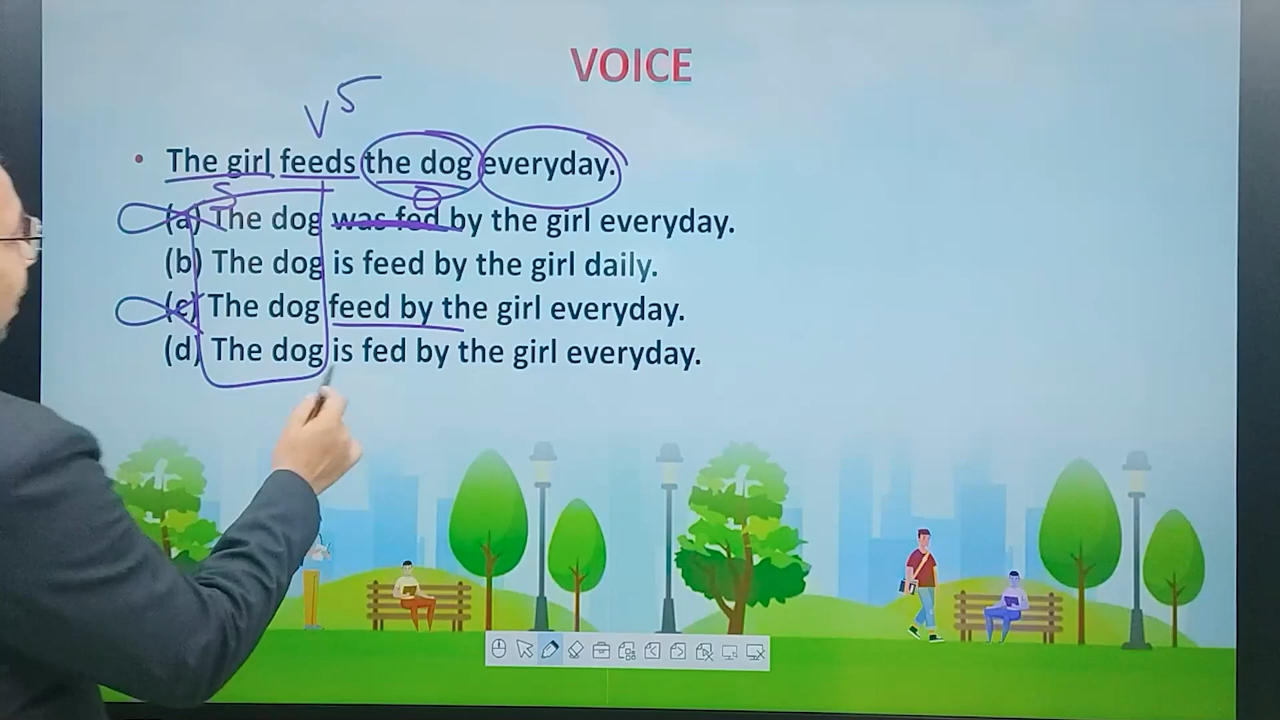 VOICE
V5
• The girl feeds the dog everyday.
S O
(a) The dog was fed by the girl everyday.
(b) The dog is feed by the girl daily.
(c) The dog feed by the girl everyday.
(d) The dog is fed by the girl everyday.